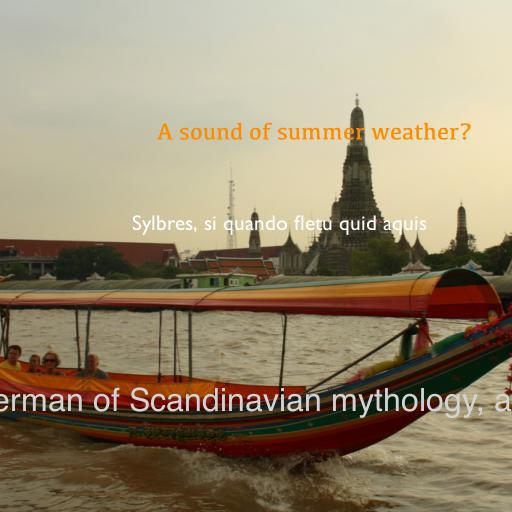 A sound of summer weather?
Sylbres, si quando fletu quid aquis
erman of Scandinavian mythology, a